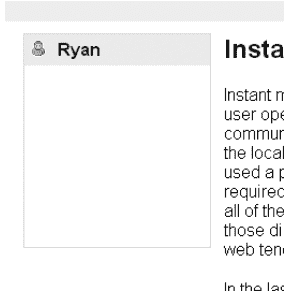 Ryan
Insta
Instant
user ope
commun
the local
used a p
required
all of the
those di
web tend
In the las